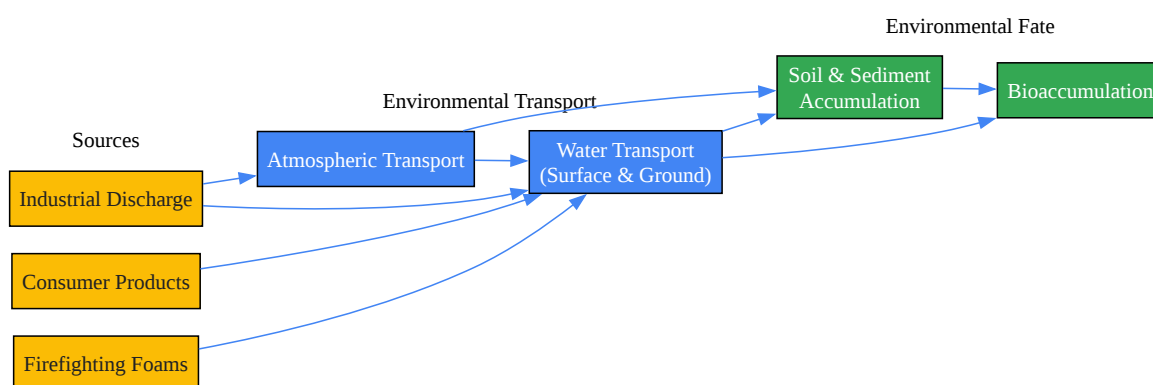 Environmental Fate
Soil & Sediment
Accumulation
Bioaccumulation
Environmental Transport
Sources
Atmospheric Transport
Water Transport
(Surface & Ground)
Industrial Discharge
Consumer Products
Firefighting Foams